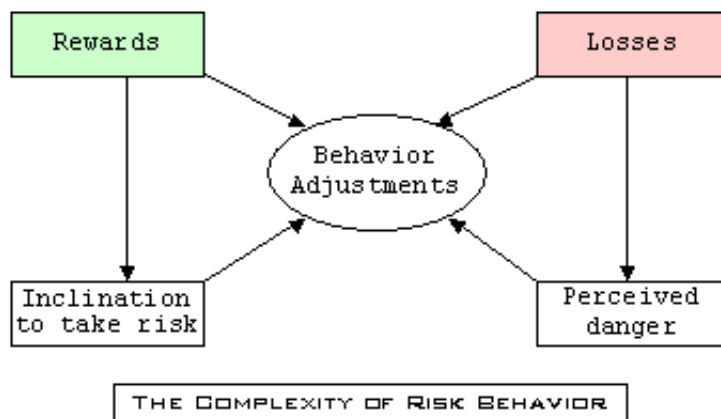 Rewards
Losses
Behavior
Adjustments
Inclination
to take risk
Perceived
danger
THE COMPLEXITY OF RISK BEHAVIOR